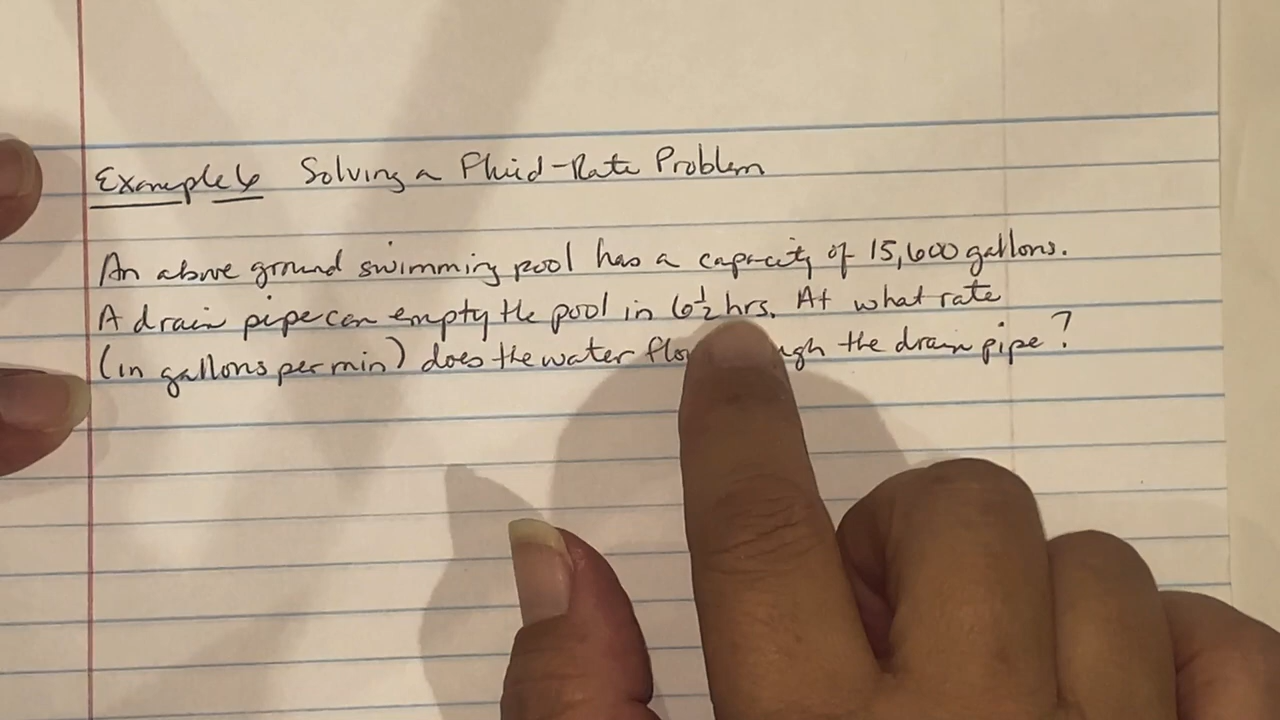 Example 6 Solving a Fluid-Rate Problem
An above ground swimming pool has a capacity of 15,600 gallons.
A drain pipe can empty the pool in 6 1/2 hrs. At what rate
(in gallons per min) does the water the drain pipe?